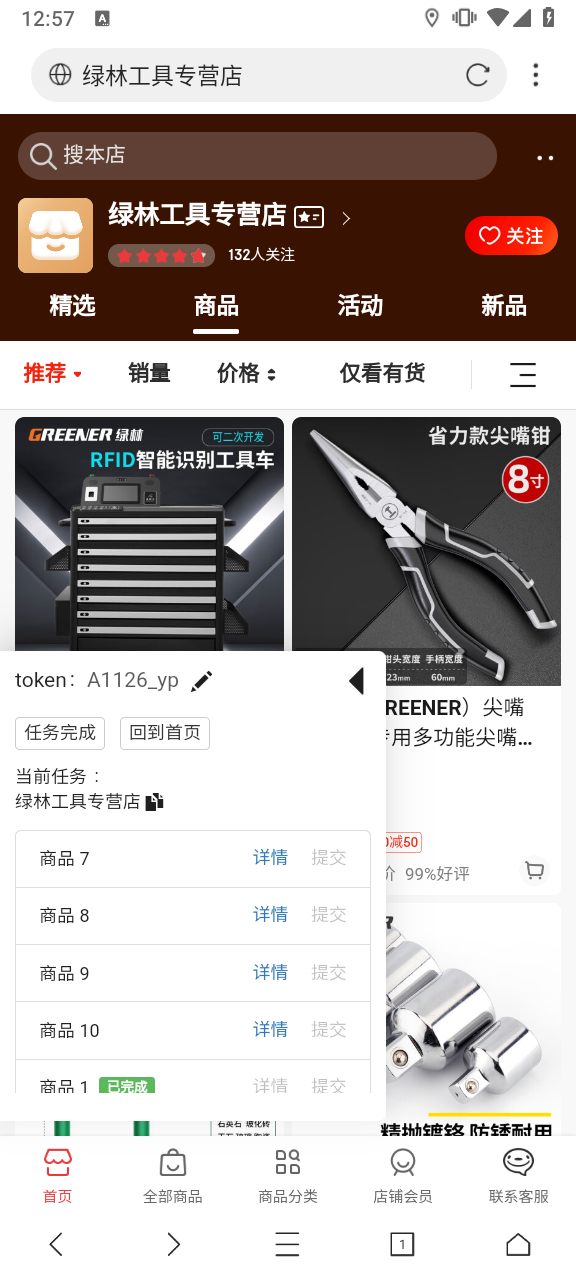 12:57
绿林工具专营店
搜本店
绿林工具专营店
132人关注
关注
精选 商品 活动 新品
推荐 销量 价格 仅看有货
GREENER 绿林
可二次开发
RFID智能识别工具车
省力款尖嘴钳
8寸
钳头宽度 手柄宽度
23mm 60mm
token： A1126_yp
REENER）尖嘴
任务完成 回到首页
专用多功能尖嘴...
当前任务：
绿林工具专营店
商品 7 详情 提交
减50
99%好评
商品 8 详情 提交
商品 9 详情 提交
商品 10 详情 提交
商品 1 已完成 详情 提交
石英石 玻化砖
精抛镀铬 防锈耐用
首页 全部商品 商品分类 店铺会员 联系客服
1